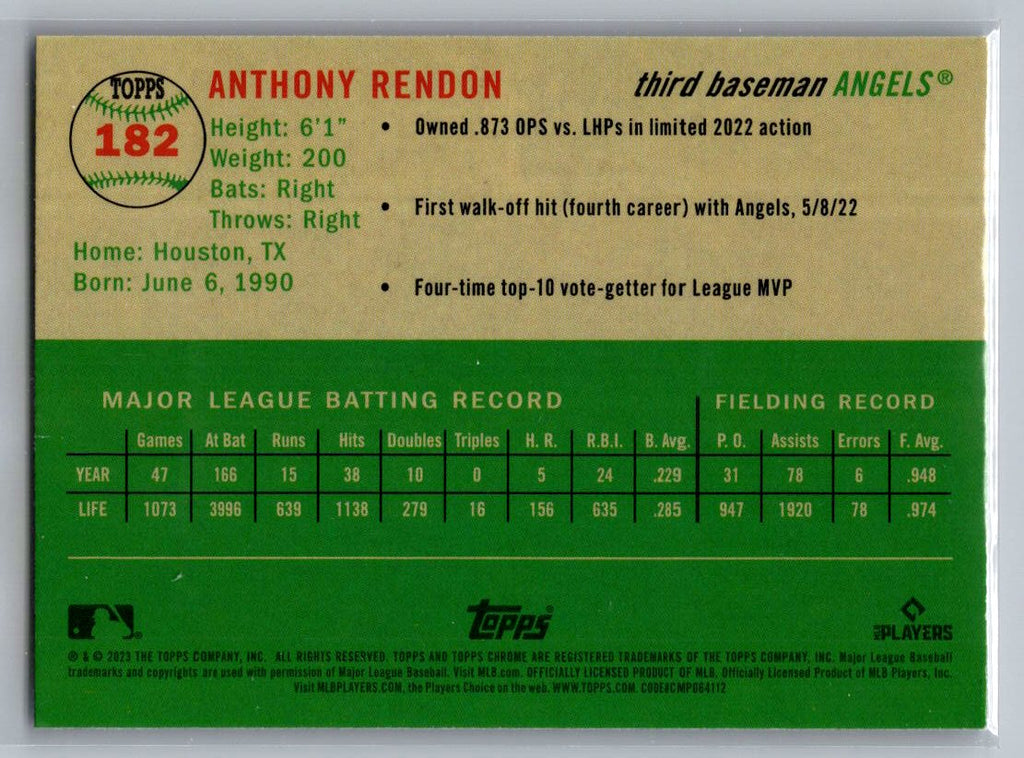 TOPPS
182
ANTHONY RENDON
third baseman ANGELS®
Height: 6'1"
Weight: 200
Bats: Right
Throws: Right
Home: Houston, TX
Born: June 6, 1990
• Owned .873 OPS vs. LHPs in limited 2022 action
• First walk-off hit (fourth career) with Angels, 5/8/22
• Four-time top-10 vote-getter for League MVP
MAJOR LEAGUE BATTING RECORD FIELDING RECORD
Games At Bat Runs Hits Doubles Triples H. R. R.B.I. B. Avg. P. O. Assists Errors F. Avg.
YEAR 47 166 15 38 10 0 5 24 .229 31 78 6 .948
LIFE 1073 3996 639 1138 279 16 156 635 .285 947 1920 78 .974
Topps
MLB PLAYERS
® & © 2023 THE TOPPS COMPANY, INC. ALL RIGHTS RESERVED. TOPPS AND TOPPS CHROME ARE REGISTERED TRADEMARKS OF THE TOPPS COMPANY, INC. Major League Baseball
trademarks and copyrights are used with permission of Major League Baseball. Visit MLB.com. OFFICIALLY LICENSED PRODUCT OF MLB. Officially Licensed Product of MLB Players, Inc.
Visit MLBPLAYERS.COM, the Players Choice on the web. WWW.TOPPS.COM. CODE#CMPG64112